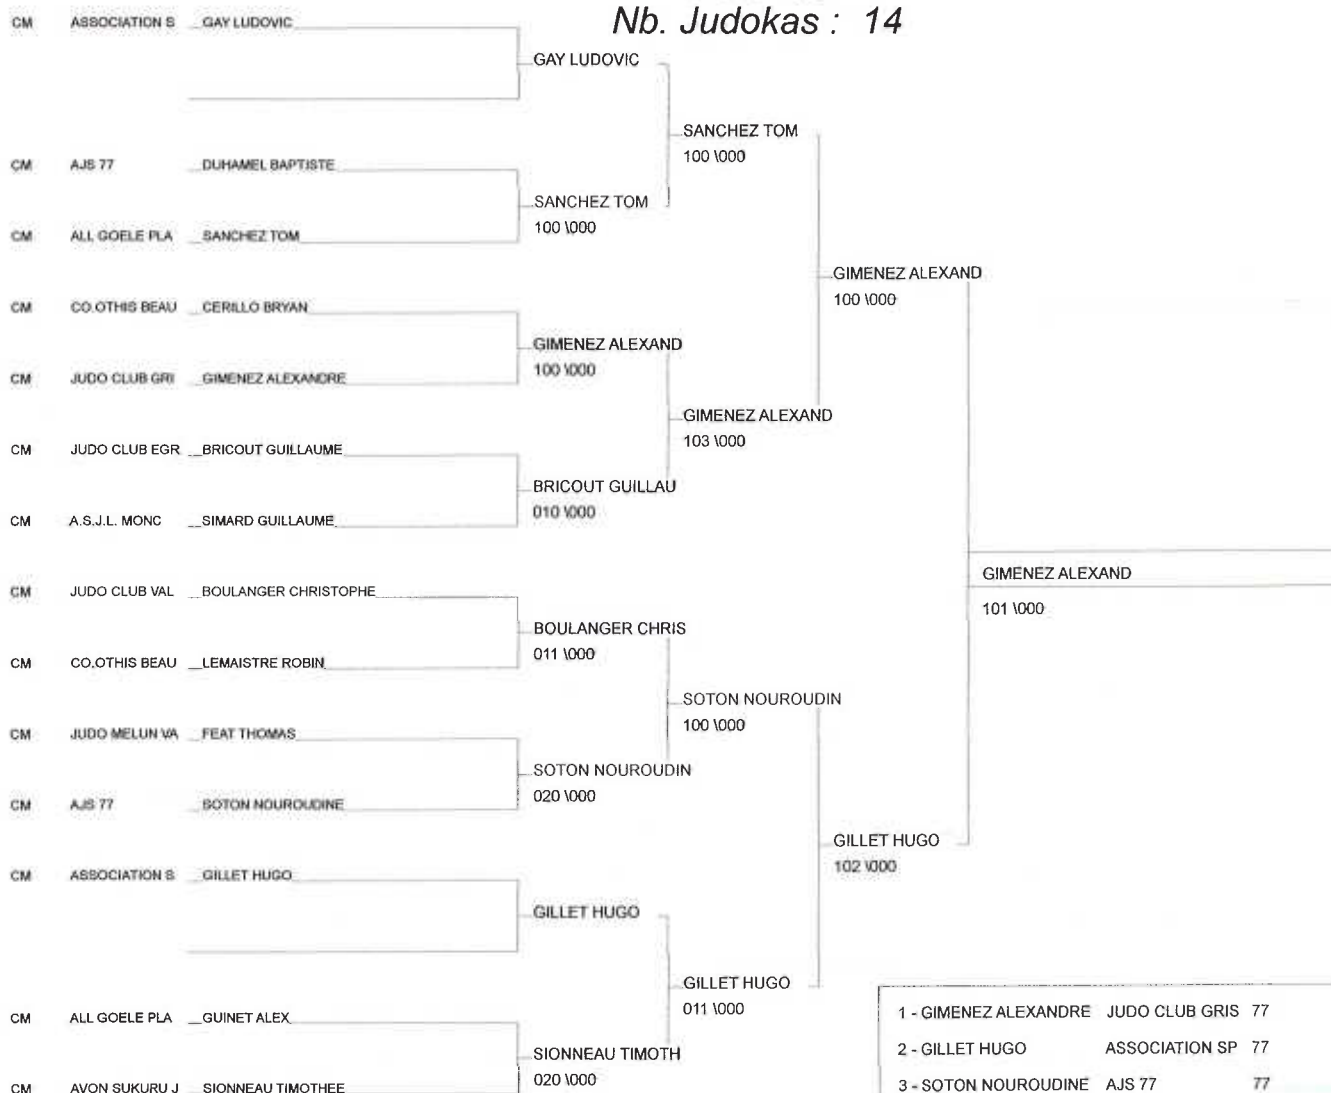 Nb. Judokas : 14
CM ASSOCIATION S GAY LUDOVIC
GAY LUDOVIC
SANCHEZ TOM
100 \000
CM AJS 77 DUHAMEL BAPTISTE
SANCHEZ TOM
100 \000
CM ALL GOELE PLA SANCHEZ TOM
GIMENEZ ALEXAND
100 \000
CM CO.OTHIS BEAU CERILLO BRYAN
GIMENEZ ALEXAND
100 \000
CM JUDO CLUB GRI GIMENEZ ALEXANDRE
GIMENEZ ALEXAND
103 \000
CM JUDO CLUB EGR BRICOUT GUILLAUME
BRICOUT GUILLAU
010 \000
CM A.S.J.L. MONC SIMARD GUILLAUME
GIMENEZ ALEXAND
101 \000
CM JUDO CLUB VAL BOULANGER CHRISTOPHE
BOULANGER CHRIS
011 \000
CM CO.OTHIS BEAU LEMAISTRE ROBIN
SOTON NOUROUDIN
100 \000
CM JUDO MELUN VA FEAT THOMAS
SOTON NOUROUDIN
020 \000
CM AJS 77 SOTON NOUROUDINE
GILLET HUGO
102 \000
CM ASSOCIATION S GILLET HUGO
GILLET HUGO
GILLET HUGO
011 \000
CM ALL GOELE PLA GUINET ALEX
SIONNEAU TIMOTH
020 \000
CM AVON SUKURU J SIONNEAU TIMOTHEE
1 - GIMENEZ ALEXANDRE JUDO CLUB GRIS 77
2 - GILLET HUGO ASSOCIATION SP 77
3 - SOTON NOUROUDINE AJS 77 77